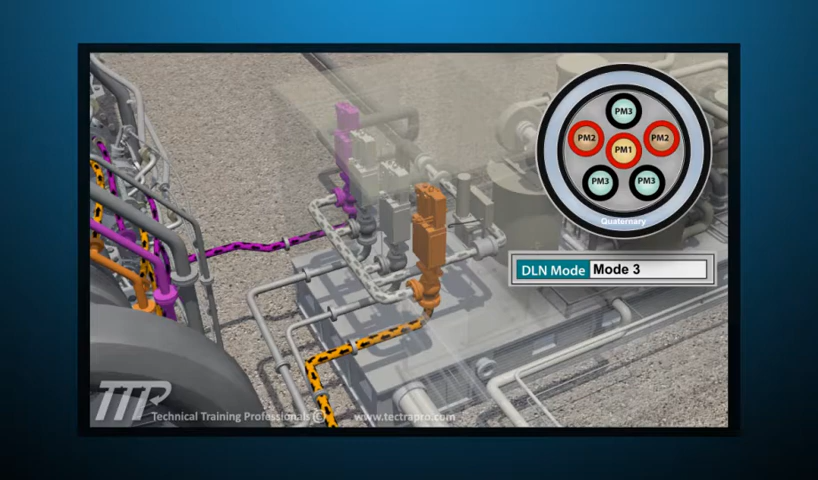 PM3
PM2 PM2
PM1
PM3 PM3
Quaternary
DLN Mode Mode 3
TTP
Technical Training Professionals © www.tectrapro.com